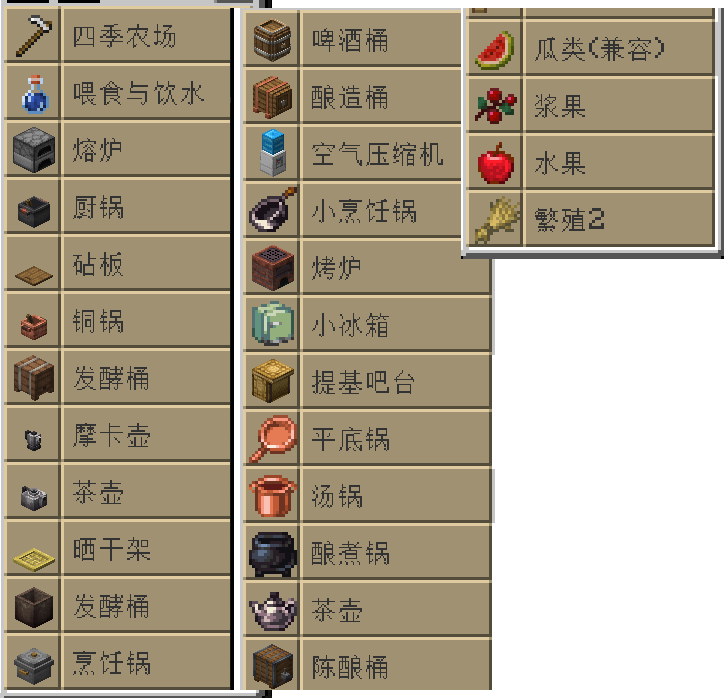 四季农场
喂食与饮水
熔炉
厨锅
砧板
铜锅
发酵桶
摩卡壶
茶壶
晒干架
发酵桶
烹饪锅
啤酒桶
酿造桶
空气压缩机
小烹饪锅
烤炉
小冰箱
提基吧台
平底锅
汤锅
酿煮锅
茶壶
陈酿桶
瓜类(兼容)
浆果
水果
繁殖2